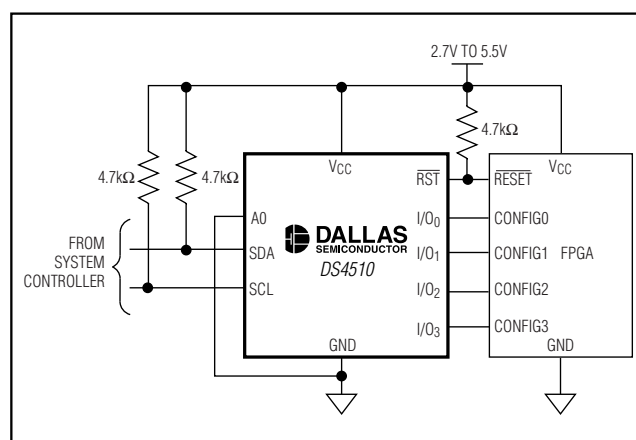 2.7V TO 5.5V
4.7kΩ
4.7kΩ
4.7kΩ
VCC
VCC
RST
RESET
A0
I/O0
CONFIG0
FROM
SYSTEM
CONTROLLER
SDA
DALLAS
SEMICONDUCTOR
DS4510
I/O1
CONFIG1
FPGA
SCL
I/O2
CONFIG2
I/O3
CONFIG3
GND
GND